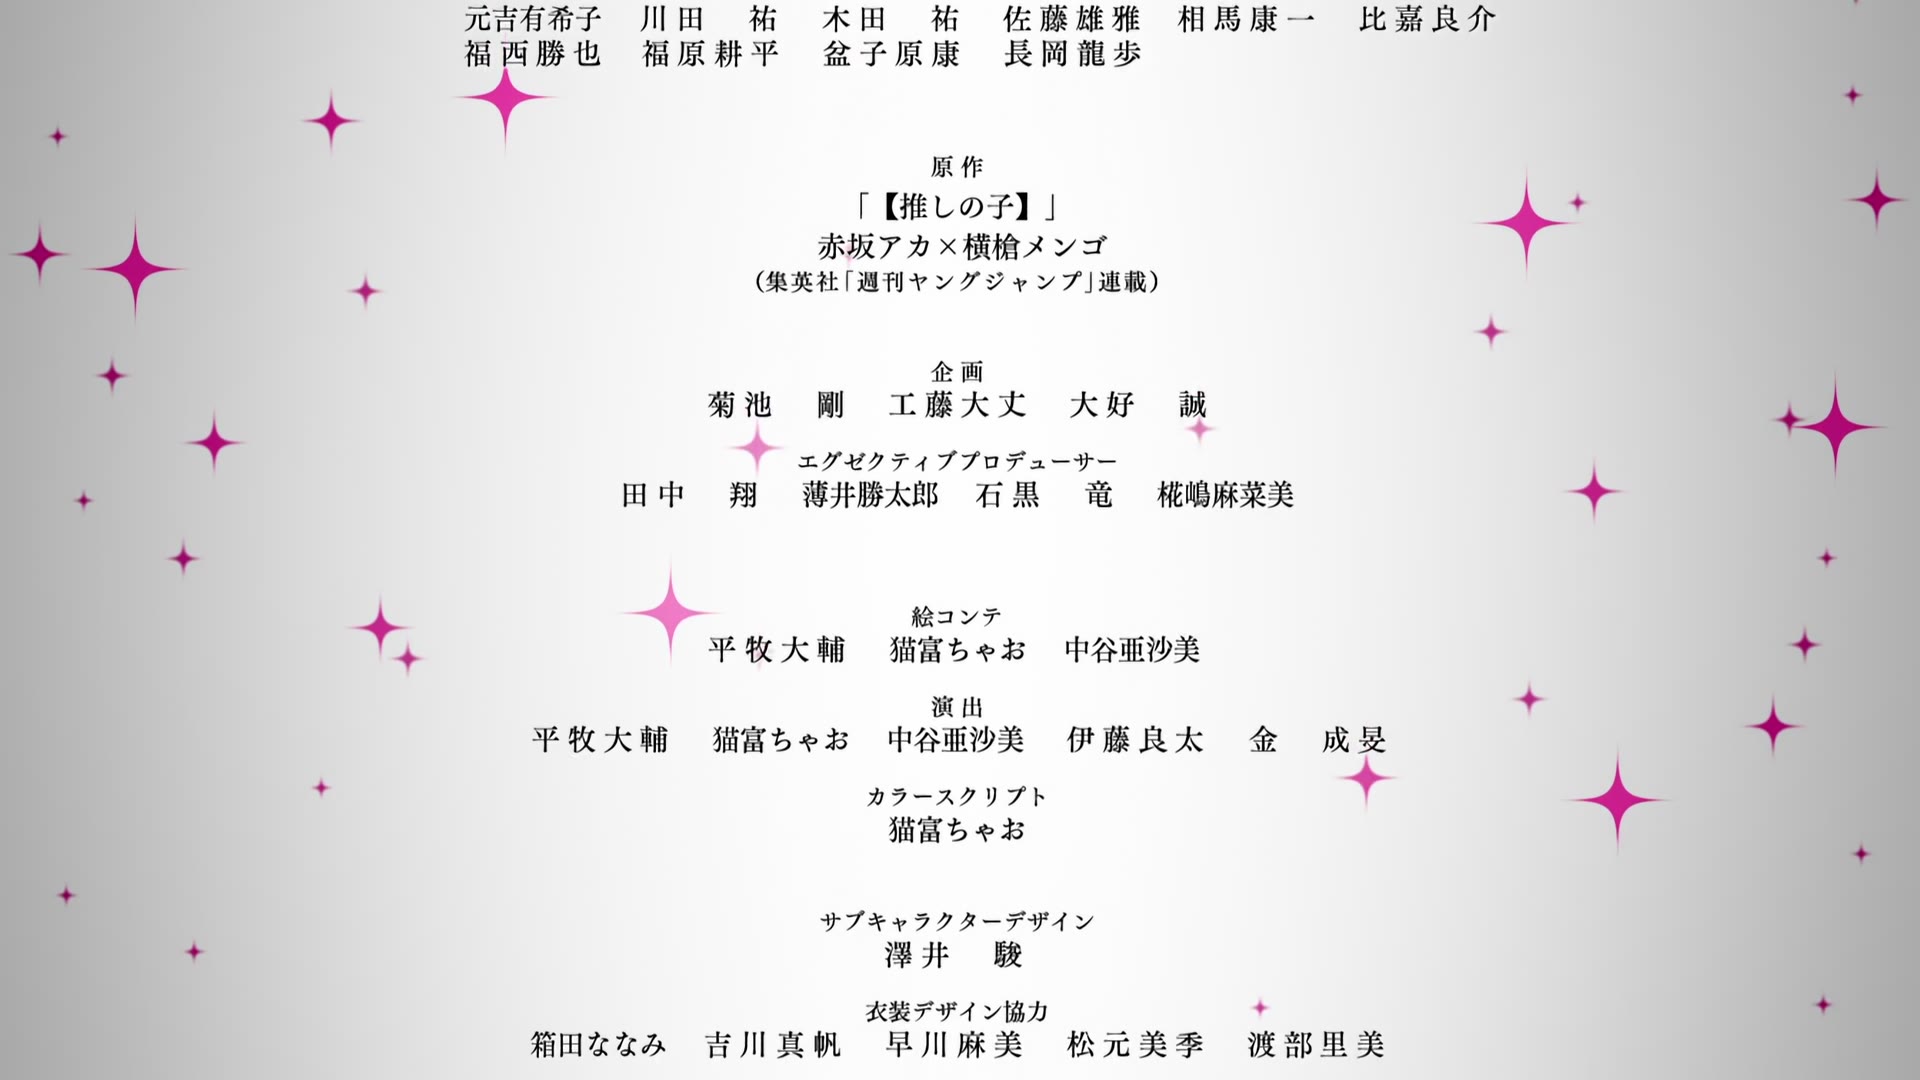 元吉有希子 川田 祐 木田 祐 佐藤雄雅 相馬康一 比嘉良介
福西勝也 福原耕平 盆子原康 長岡龍歩
原作
「【推しの子】」
赤坂アカ×横槍メンゴ
（集英社「週刊ヤングジャンプ」連載）
企画
菊池 剛 工藤大丈 大好 誠
エグゼクティブプロデューサー
田中 翔 薄井勝太郎 石黒 竜 椛嶋麻菜美
絵コンテ
平牧大輔 猫富ちゃお 中谷亜沙美
演出
平牧大輔 猫富ちゃお 中谷亜沙美 伊藤良太 金 成旻
カラースクリプト
猫富ちゃお
サブキャラクターデザイン
澤井 駿
衣装デザイン協力
箱田ななみ 吉川真帆 早川麻美 松元美季 渡部里美